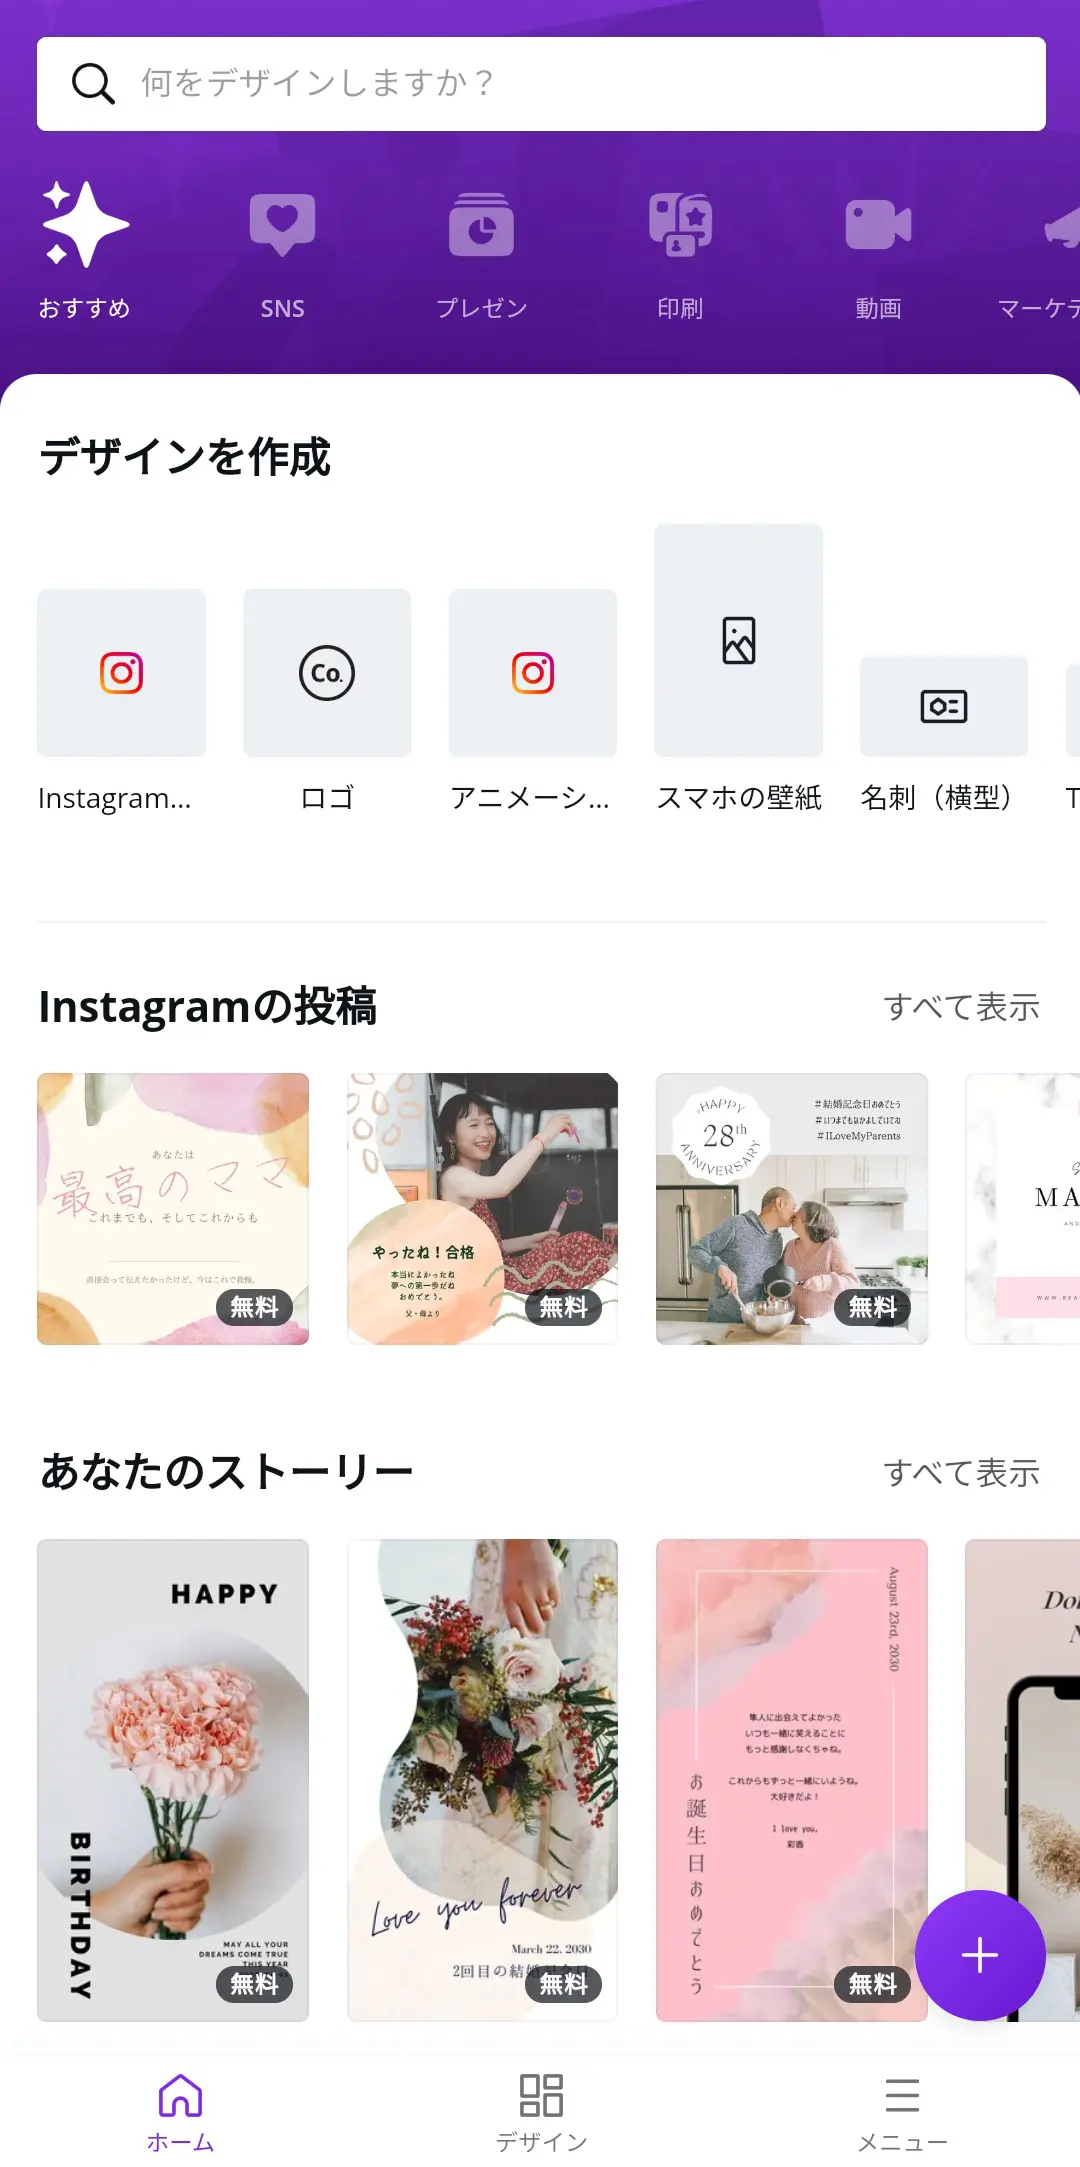 何をデザインしますか？
おすすめ
SNS
プレゼン
印刷
動画
マーケテ
デザインを作成
Co.
Instagram...
ロゴ
アニメーシ...
スマホの壁紙
名刺（横型）
T
Instagramの投稿
すべて表示
あなたは
最高のママ
これまでも、そしてこれからも
直接会って伝えたかったけど、今はこれで我慢。
無料
やったね！合格
本当によかったね
夢への第一歩だね
おめでとう。
父・母より
無料
HAPPY
28th
ANNIVERSARY
#結婚記念日おめでとう
#いつまでもなかよしでいてね
#ILoveMyParents
無料
MA
AND
WWW.REA
あなたのストーリー
すべて表示
HAPPY
BIRTHDAY
MAY ALL YOUR
DREAMS COME TRUE
THIS YEAR
無料
Love you forever
March 22, 2030
2回目の結婚記念日
無料
August 23rd, 2030
隼人に出会えてよかった
いつも一緒に笑えることに
もっと感謝しなくちゃね。
これからもずっと一緒にいようね。
大好きだよ！
I love you,
彩香
お誕生日おめでとう
無料
Do
N
ホーム
デザイン
メニュー